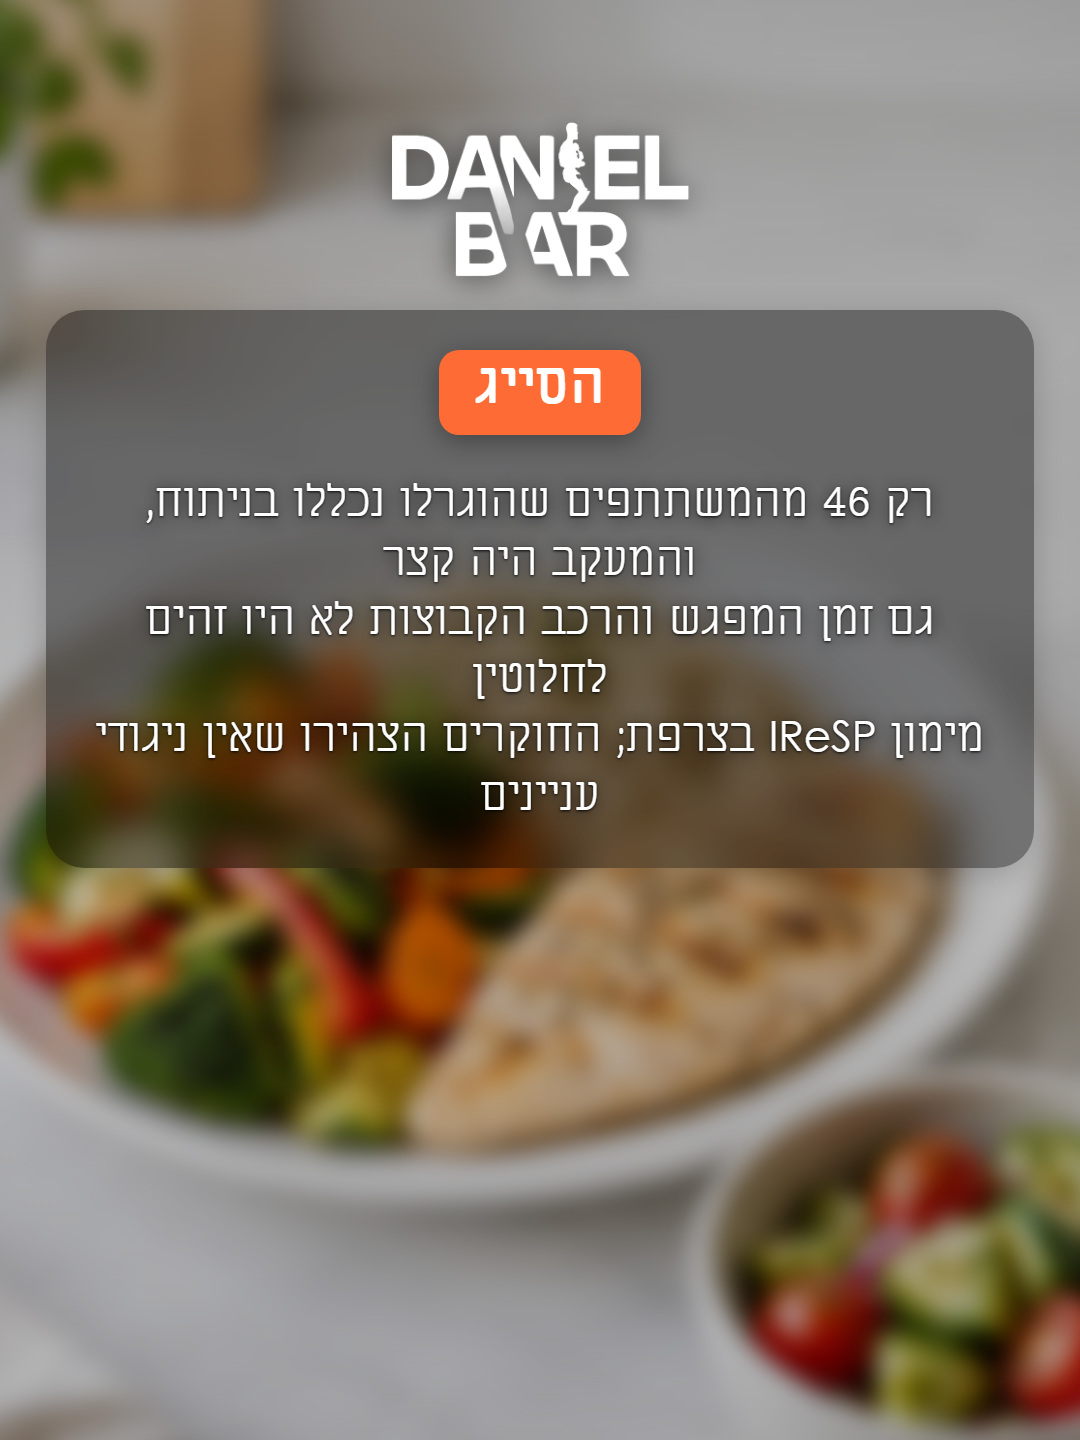 DANIEL
BAR
הסייג
רק 46 מהמשתתפים שהוגרלו נכללו בניתוח,
והמעקב היה קצר
גם זמן המפגש והרכב הקבוצות לא היו זהים
לחלוטין
מימון IReSP בצרפת; החוקרים הצהירו שאין ניגודי
עניינים